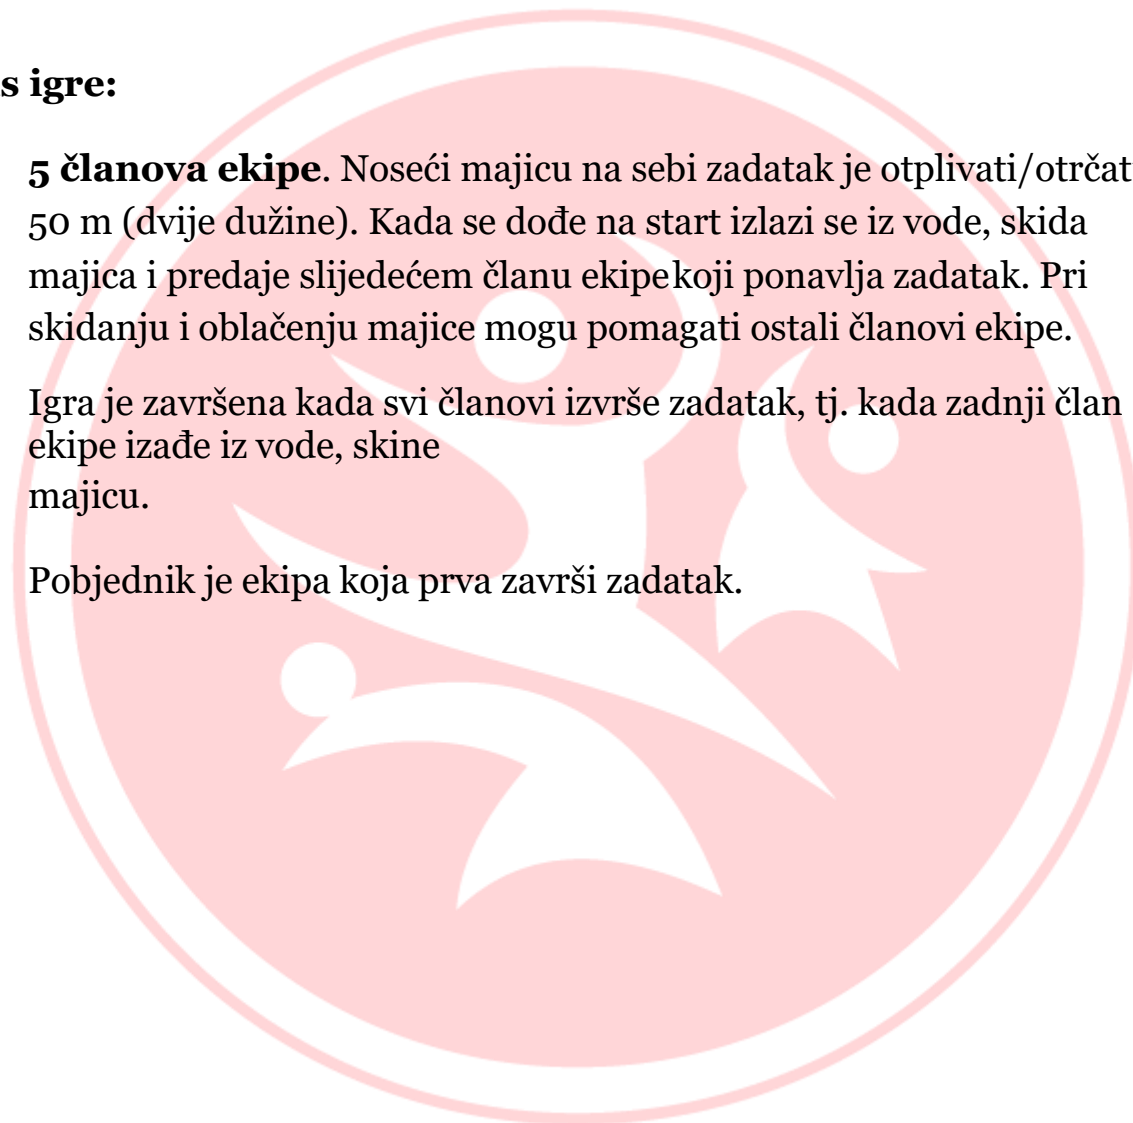 s igre:
5 članova ekipe. Noseći majicu na sebi zadatak je otplivati/otrčat
50 m (dvije dužine). Kada se dođe na start izlazi se iz vode, skida
majica i predaje slijedećem članu ekipekoji ponavlja zadatak. Pri
skidanju i oblačenju majice mogu pomagati ostali članovi ekipe.
Igra je završena kada svi članovi izvrše zadatak, tj. kada zadnji član
ekipe izađe iz vode, skine
majicu.
Pobjednik je ekipa koja prva završi zadatak.